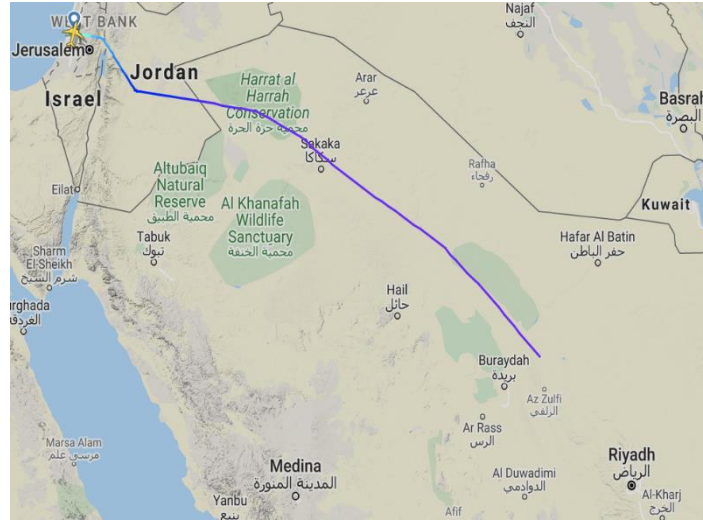 Najaf
النجف
WEST BANK
Jerusalem
Jordan
Israel
Harrat al
Harrah
Conservation
محمية حرة الحرة
Arar
عرعر
Basrah
البصرة
Sakaka
سكاكا
Rafha
رفحاء
Altubaiq
Natural
Reserve
محمية الطبيق
Eilat
Al Khanafah
Wildlife
Sanctuary
محمية الخنفة
Kuwait
Tabuk
تبوك
Hafar Al Batin
حفر الباطن
Sharm
El-Sheikh
شرم الشيخ
Hail
حائل
urghada
الغردقة
Buraydah
بريدة
Az Zulfi
الزلفي
Ar Rass
الرس
Marsa Alam
مرسى علم
Riyadh
الرياض
Medina
المدينة المنورة
Al Duwadimi
الدوادمي
Al-Kharj
الخرج
Yanbu
ينبع
Afif